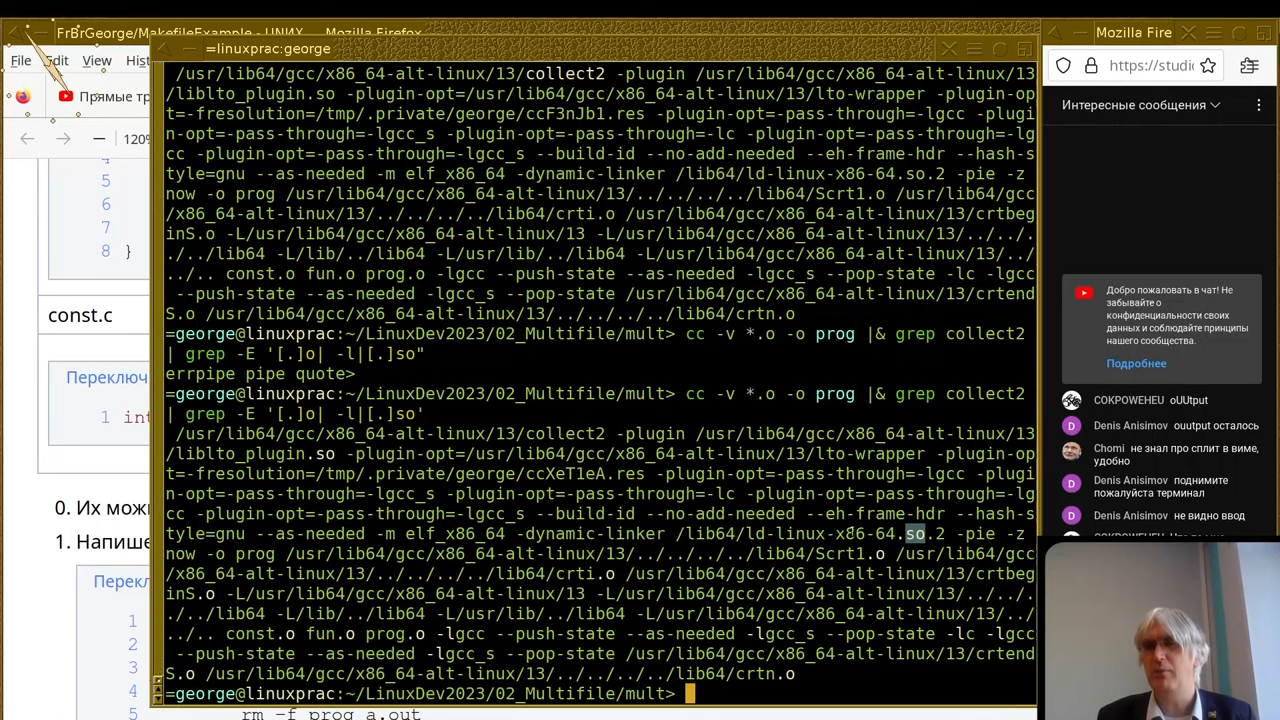 FrBrGeorge/MakefileExample - UNИX — Mozilla Firefox
File Edit View Hist
Прямые тр
120%
4
5
6
7
8 }
const.c
Переключ
1 int
0. Их можн
1. Напише
Переклю
1
2
3
4
5 rm -f prog a.out
=linuxprac:george
/usr/lib64/gcc/x86_64-alt-linux/13/collect2 -plugin /usr/lib64/gcc/x86_64-alt-linux/13
/liblto_plugin.so -plugin-opt=/usr/lib64/gcc/x86_64-alt-linux/13/lto-wrapper -plugin-op
t=-fresolution=/tmp/.private/george/ccF3nJb1.res -plugin-opt=-pass-through=-lgcc -plugi
n-opt=-pass-through=-lgcc_s -plugin-opt=-pass-through=-lc -plugin-opt=-pass-through=-lg
cc -plugin-opt=-pass-through=-lgcc_s --build-id --no-add-needed --eh-frame-hdr --hash-s
tyle=gnu --as-needed -m elf_x86_64 -dynamic-linker /lib64/ld-linux-x86-64.so.2 -pie -z
now -o prog /usr/lib64/gcc/x86_64-alt-linux/13/../../../../lib64/Scrt1.o /usr/lib64/gcc
/x86_64-alt-linux/13/../../../../lib64/crti.o /usr/lib64/gcc/x86_64-alt-linux/13/crtbeg
inS.o -L/usr/lib64/gcc/x86_64-alt-linux/13 -L/usr/lib64/gcc/x86_64-alt-linux/13/../../.
./../lib64 -L/lib/../lib64 -L/usr/lib/../lib64 -L/usr/lib64/gcc/x86_64-alt-linux/13/../
../.. const.o fun.o prog.o -lgcc --push-state --as-needed -lgcc_s --pop-state -lc -lgcc
--push-state --as-needed -lgcc_s --pop-state /usr/lib64/gcc/x86_64-alt-linux/13/crtend
S.o /usr/lib64/gcc/x86_64-alt-linux/13/../../../../lib64/crtn.o
=george@linuxprac:~/LinuxDev2023/02_Multifile/mult> cc -v *.o -o prog |& grep collect2
| grep -E '[.]o| -l|[.]so"
errpipe pipe quote>
=george@linuxprac:~/LinuxDev2023/02_Multifile/mult> cc -v *.o -o prog |& grep collect2
| grep -E '[.]o| -l|[.]so'
/usr/lib64/gcc/x86_64-alt-linux/13/collect2 -plugin /usr/lib64/gcc/x86_64-alt-linux/13
/liblto_plugin.so -plugin-opt=/usr/lib64/gcc/x86_64-alt-linux/13/lto-wrapper -plugin-op
t=-fresolution=/tmp/.private/george/ccXeT1eA.res -plugin-opt=-pass-through=-lgcc -plugi
n-opt=-pass-through=-lgcc_s -plugin-opt=-pass-through=-lc -plugin-opt=-pass-through=-lg
cc -plugin-opt=-pass-through=-lgcc_s --build-id --no-add-needed --eh-frame-hdr --hash-s
tyle=gnu --as-needed -m elf_x86_64 -dynamic-linker /lib64/ld-linux-x86-64.so.2 -pie -z
now -o prog /usr/lib64/gcc/x86_64-alt-linux/13/../../../../lib64/Scrt1.o /usr/lib64/gcc
/x86_64-alt-linux/13/../../../../lib64/crti.o /usr/lib64/gcc/x86_64-alt-linux/13/crtbeg
inS.o -L/usr/lib64/gcc/x86_64-alt-linux/13 -L/usr/lib64/gcc/x86_64-alt-linux/13/../../.
./../lib64 -L/lib/../lib64 -L/usr/lib/../lib64 -L/usr/lib64/gcc/x86_64-alt-linux/13/../
../.. const.o fun.o prog.o -lgcc --push-state --as-needed -lgcc_s --pop-state -lc -lgcc
--push-state --as-needed -lgcc_s --pop-state /usr/lib64/gcc/x86_64-alt-linux/13/crtend
S.o /usr/lib64/gcc/x86_64-alt-linux/13/../../../../lib64/crtn.o
=george@linuxprac:~/LinuxDev2023/02_Multifile/mult>
Mozilla Fire
https://studi
Интересные сообщения
Добро пожаловать в чат! Не
забывайте о
конфиденциальности своих
данных и соблюдайте принципы
нашего сообщества.
Подробнее
COKPOWEHEU oUUtput
Denis Anisimov ouutput осталось
Chomi не знал про сплит в виме,
удобно
Denis Anisimov поднимите
пожалуйста терминал
Denis Anisimov не видно ввод